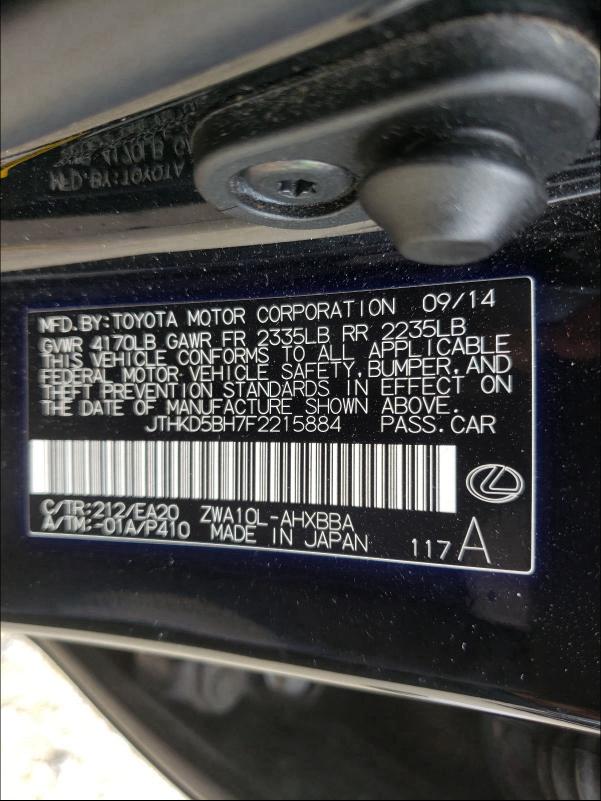 MFD.BY:TOYOTA MOTOR CORPORATION 09/14
GVWR 4170LB GAWR FR 2335LB RR 2235LB
THIS VEHICLE CONFORMS TO ALL APPLICABLE
FEDERAL MOTOR VEHICLE SAFETY, BUMPER, AND
THEFT PREVENTION STANDARDS IN EFFECT ON
THE DATE OF MANUFACTURE SHOWN ABOVE.
JTHKD5BH7F2215884 PASS.CAR
C/TR:212/EA20 ZWA10L-AHXBBA
A/TM:-01A/P410 MADE IN JAPAN
117A